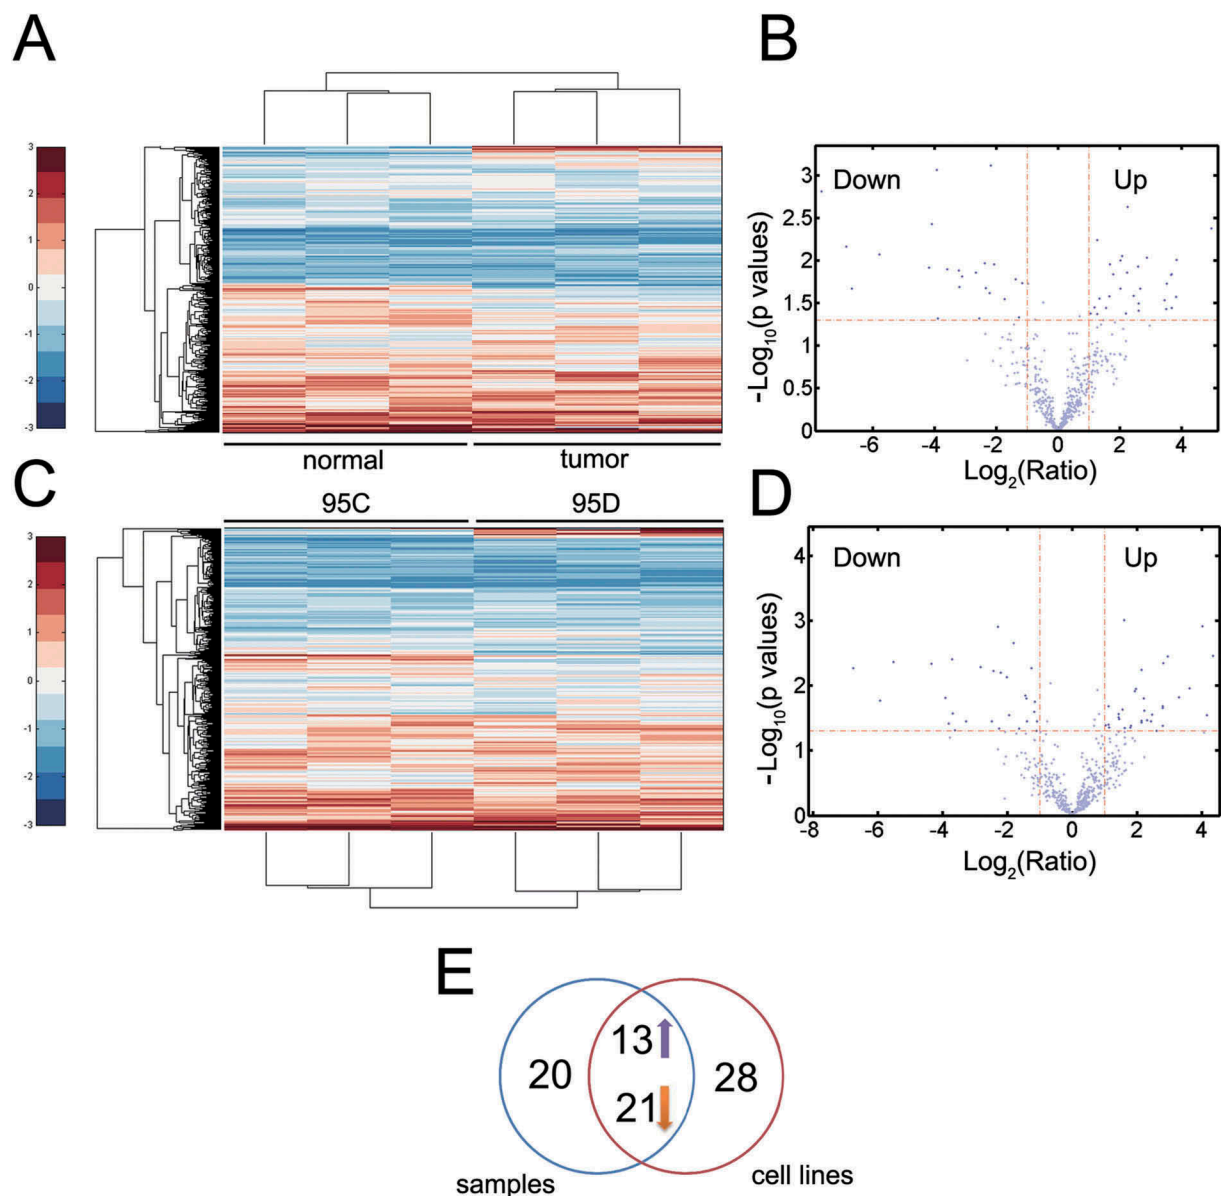 A
B
3
2
1
0
-1
-2
-3
normal
tumor
Down
Up
3
2.5
2
1.5
1
0.5
0
-6
-4
-2
0
2
4
-Log10(p values)
Log2(Ratio)
C
D
95C
95D
3
2
1
0
-1
-2
-3
Down
Up
4
3
2
1
0
-8
-6
-4
-2
0
2
4
-Log10(p values)
Log2(Ratio)
E
13
20
28
21
samples
cell lines